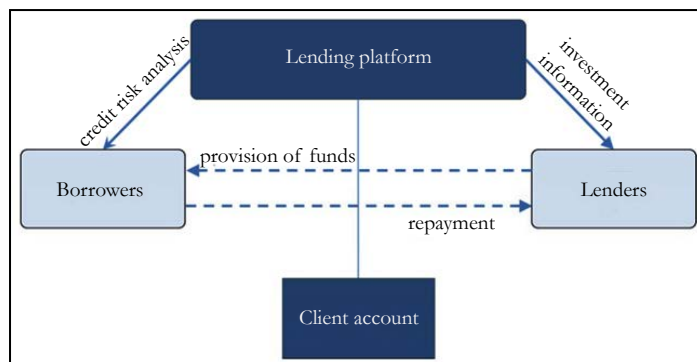 Lending platform
credit risk analysis
investment
information
provision of funds
Borrowers
Lenders
repayment
Client account